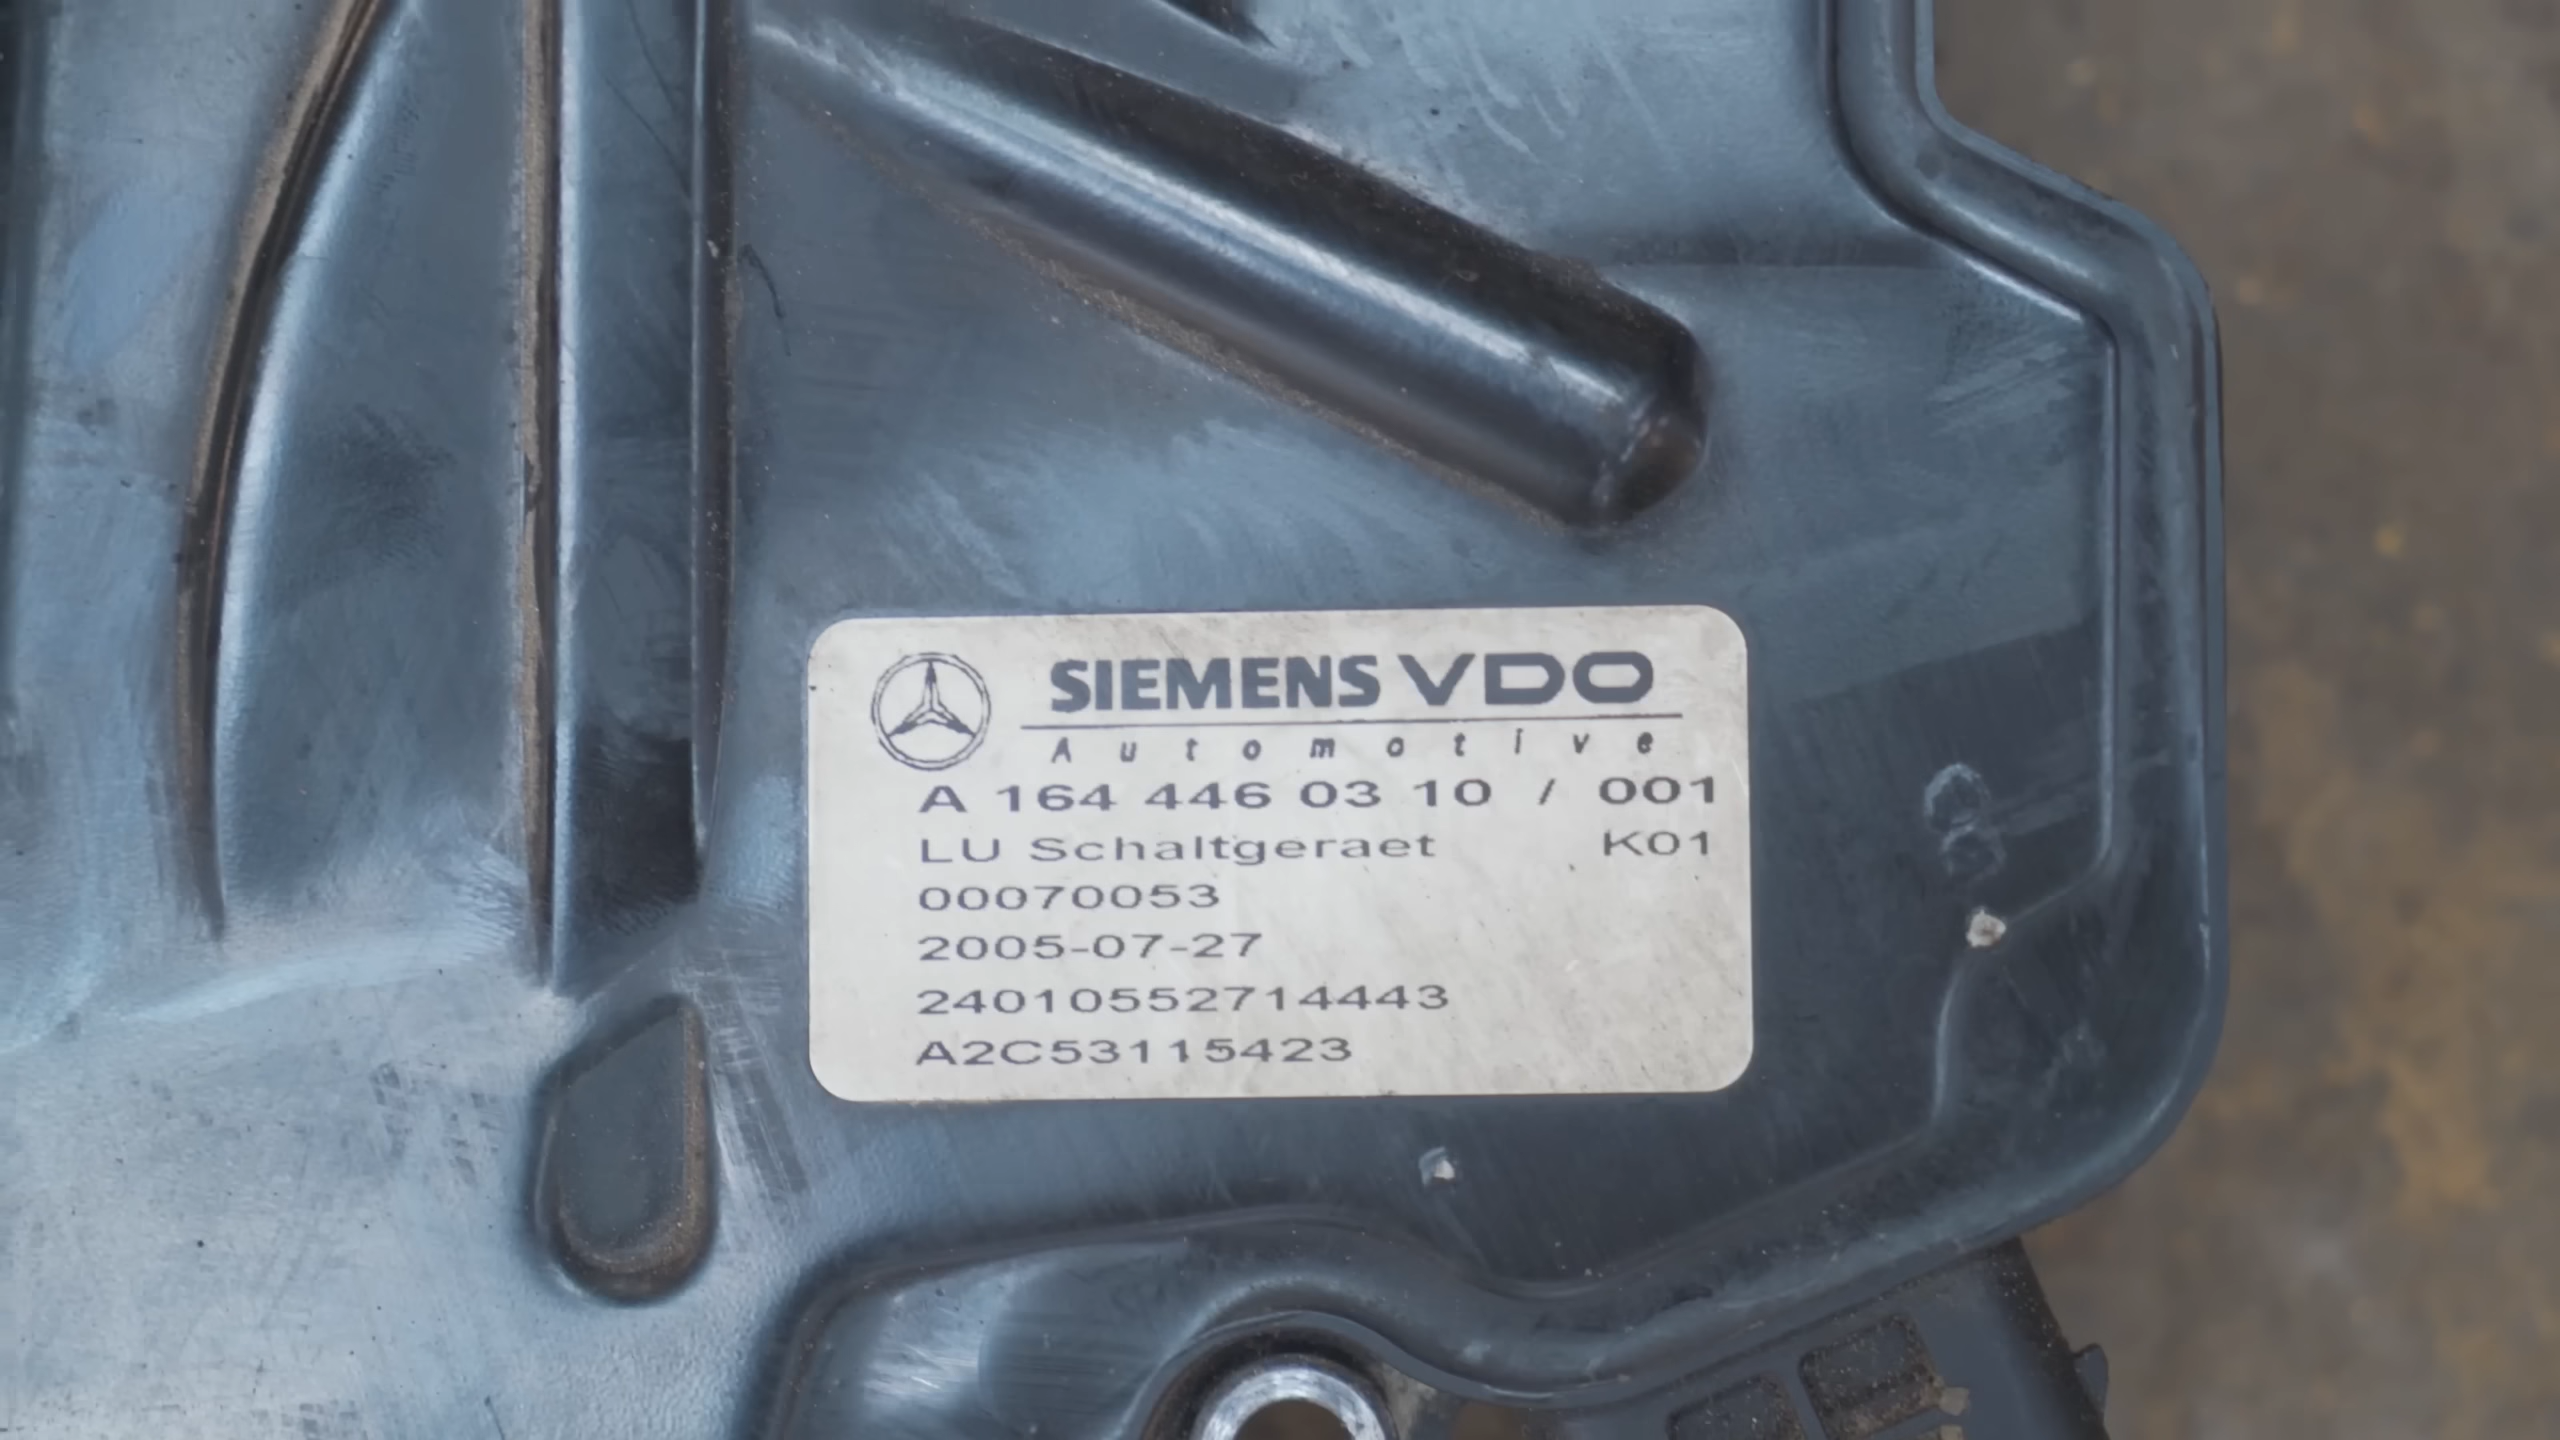 SIEMENS VDO
Automotive
A 164 446 03 10 / 001
LU Schaltgeraet K01
00070053
2005-07-27
24010552714443
A2C53115423